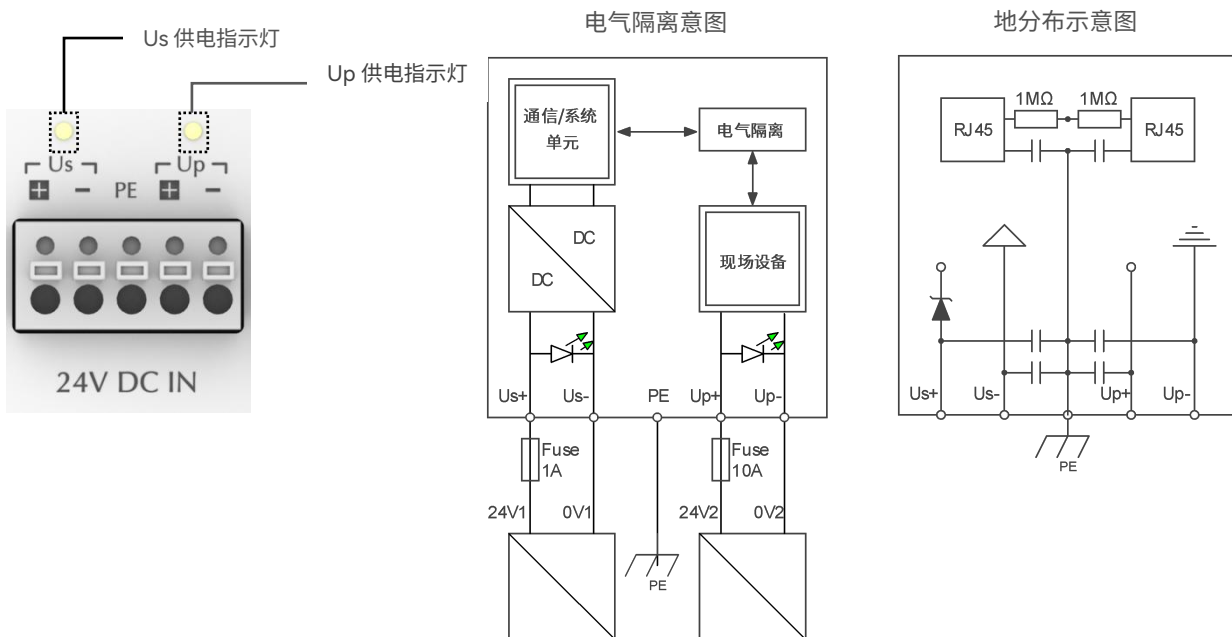 Us 供电指示灯
Up 供电指示灯
Us
Up
+ - PE + -
24V DC IN
电气隔离意图
通信/系统
单元
电气隔离
DC
DC
现场设备
Us+ Us- PE Up+ Up-
Fuse
1A
Fuse
10A
24V1 0V1 24V2 0V2
PE
地分布示意图
1MΩ 1MΩ
RJ45 RJ45
Us+ Us- Up+ Up-
PE